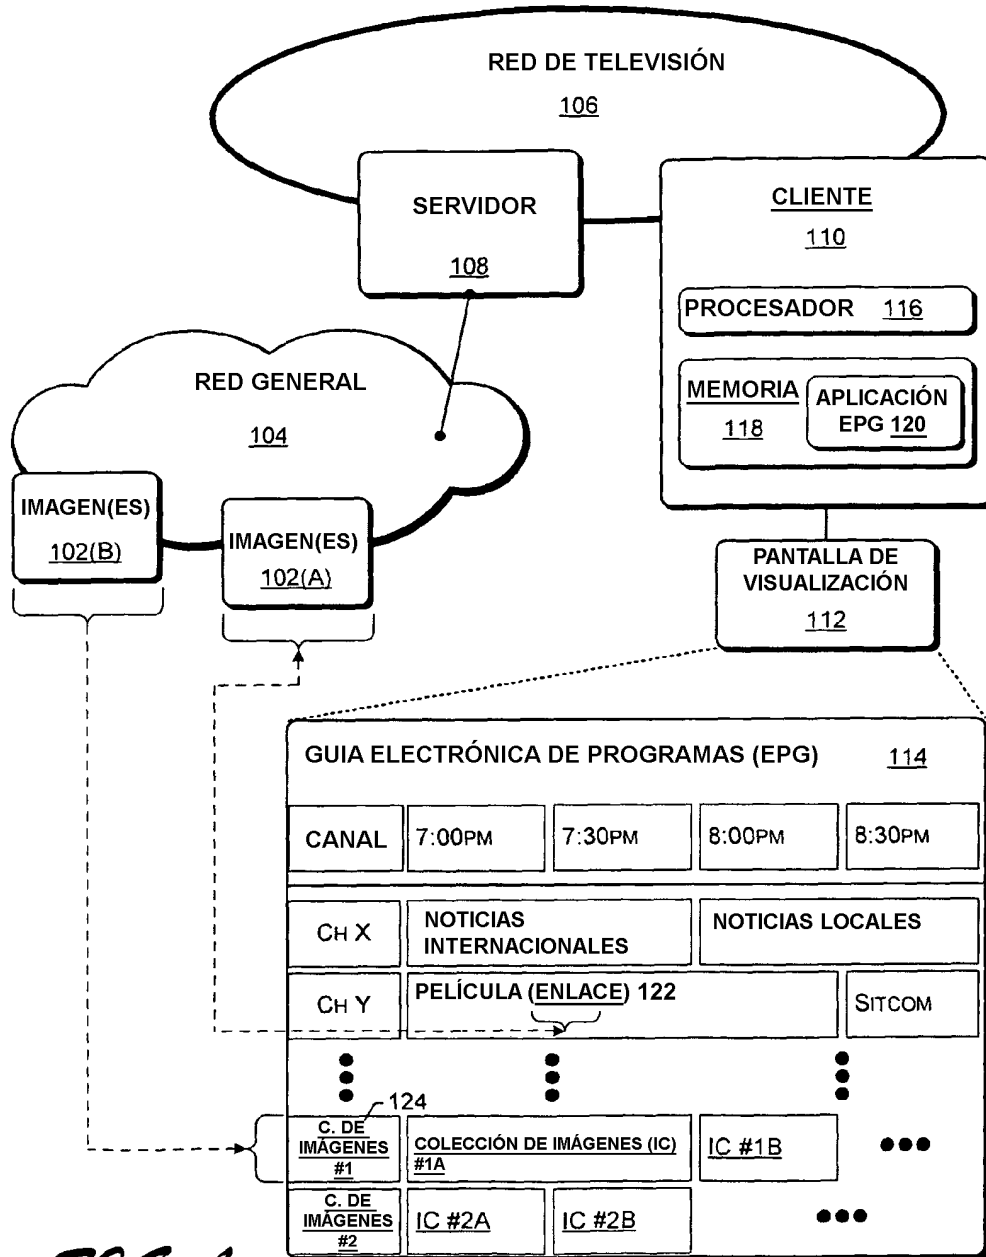 RED DE TELEVISIÓN
106
SERVIDOR
108
CLIENTE
110
PROCESADOR 116
MEMORIA
118
APLICACIÓN
EPG 120
RED GENERAL
104
IMAGEN(ES)
102(B)
IMAGEN(ES)
102(A)
PANTALLA DE
VISUALIZACIÓN
112
GUIA ELECTRÓNICA DE PROGRAMAS (EPG) 114
CANAL 7:00PM 7:30PM 8:00PM 8:30PM
CH X
NOTICIAS
INTERNACIONALES
NOTICIAS LOCALES
CH Y
PELÍCULA (ENLACE) 122
SITCOM
124
C. DE
IMÁGENES
#1
COLECCIÓN DE IMÁGENES (IC)
#1A
IC #1B
C. DE
IMÁGENES
#2
IC #2A
IC #2B